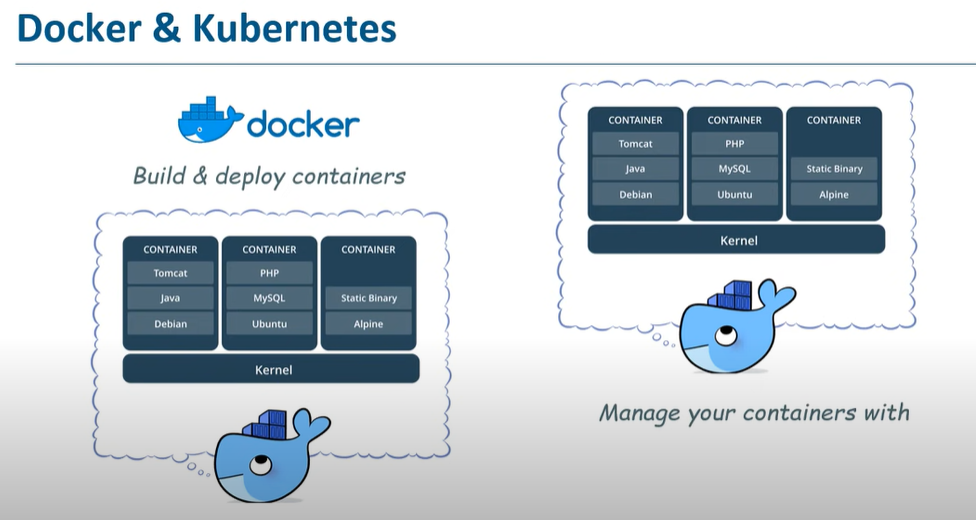 Docker & Kubernetes
docker
Build & deploy containers
CONTAINER CONTAINER CONTAINER
Tomcat PHP
Java MySQL Static Binary
Debian Ubuntu Alpine
Kernel
CONTAINER CONTAINER CONTAINER
Tomcat PHP
Java MySQL Static Binary
Debian Ubuntu Alpine
Kernel
Manage your containers with